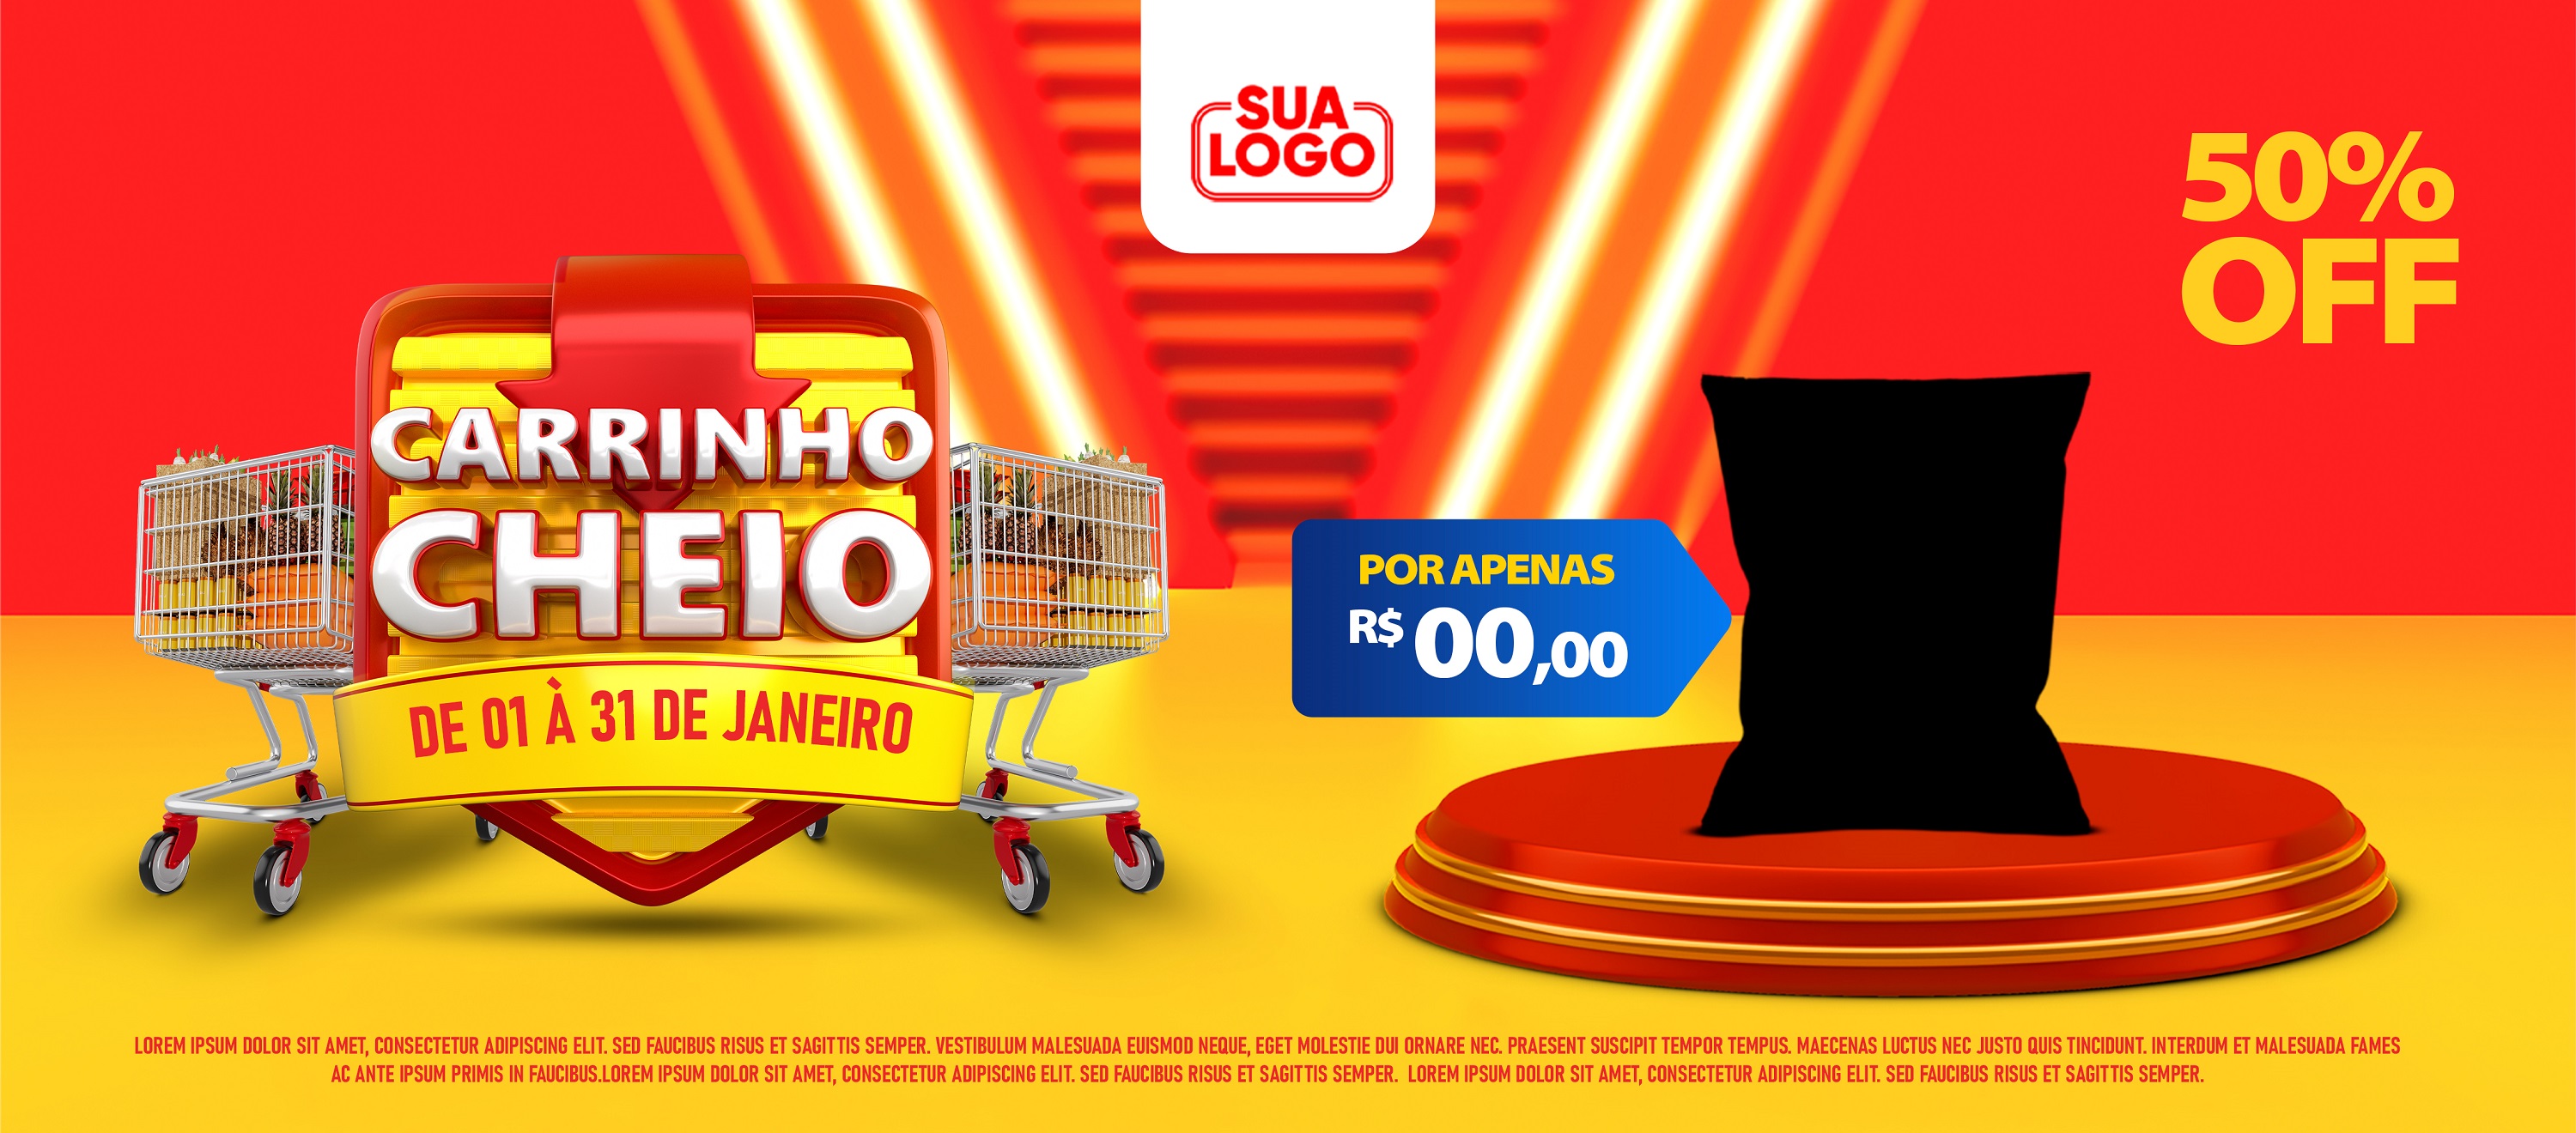 SUA
LOGO
50%
OFF
CARRINHO
CHEIO
DE 01 À 31 DE JANEIRO
POR APENAS
R$ 00,00
LOREM IPSUM DOLOR SIT AMET, CONSECTETUR ADIPISCING ELIT. SED FAUCIBUS RISUS ET SAGITTIS SEMPER. VESTIBULUM MALESUADA EUISMOD NEQUE, EGET MOLESTIE DUI ORNARE NEC. PRAESENT SUSCIPIT TEMPOR TEMPUS. MAECENAS LUCTUS NEC JUSTO QUIS TINCIDUNT. INTERDUM ET MALESUADA FAMES
AC ANTE IPSUM PRIMIS IN FAUCIBUS.LOREM IPSUM DOLOR SIT AMET, CONSECTETUR ADIPISCING ELIT. SED FAUCIBUS RISUS ET SAGITTIS SEMPER. LOREM IPSUM DOLOR SIT AMET, CONSECTETUR ADIPISCING ELIT. SED FAUCIBUS RISUS ET SAGITTIS SEMPER.